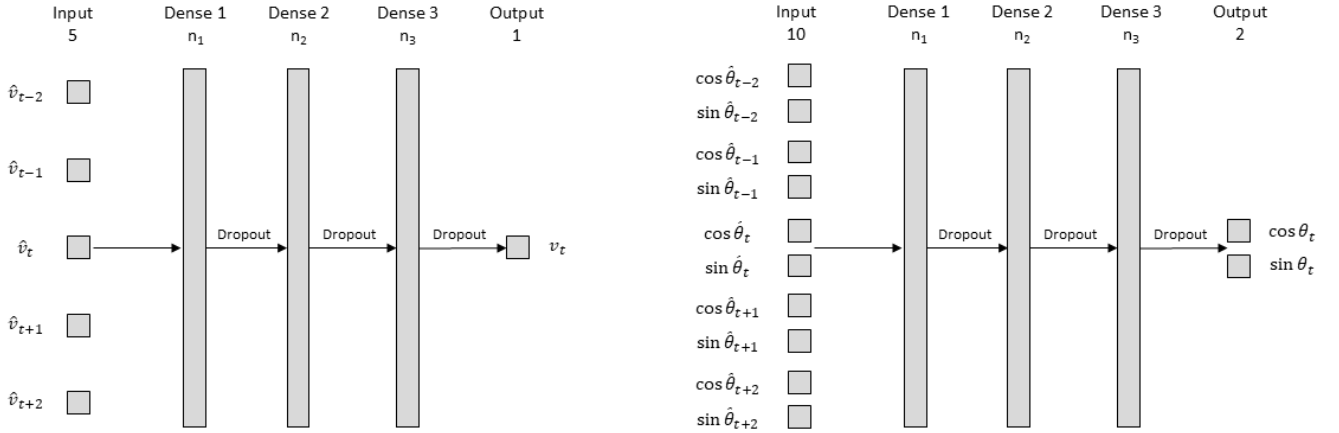 Input Dense 1 Dense 2 Dense 3 Output
5 n₁ n₂ n₃ 1
v̂ₜ₋₂
v̂ₜ₋₁
v̂ₜ Dropout Dropout Dropout vₜ
v̂ₜ₊₁
v̂ₜ₊₂
Input Dense 1 Dense 2 Dense 3 Output
10 n₁ n₂ n₃ 2
cos θ̂ₜ₋₂
sin θ̂ₜ₋₂
cos θ̂ₜ₋₁
sin θ̂ₜ₋₁
cos θ́ₜ cos θₜ
Dropout Dropout Dropout
sin θ́ₜ sin θₜ
cos θ̂ₜ₊₁
sin θ̂ₜ₊₁
cos θ̂ₜ₊₂
sin θ̂ₜ₊₂